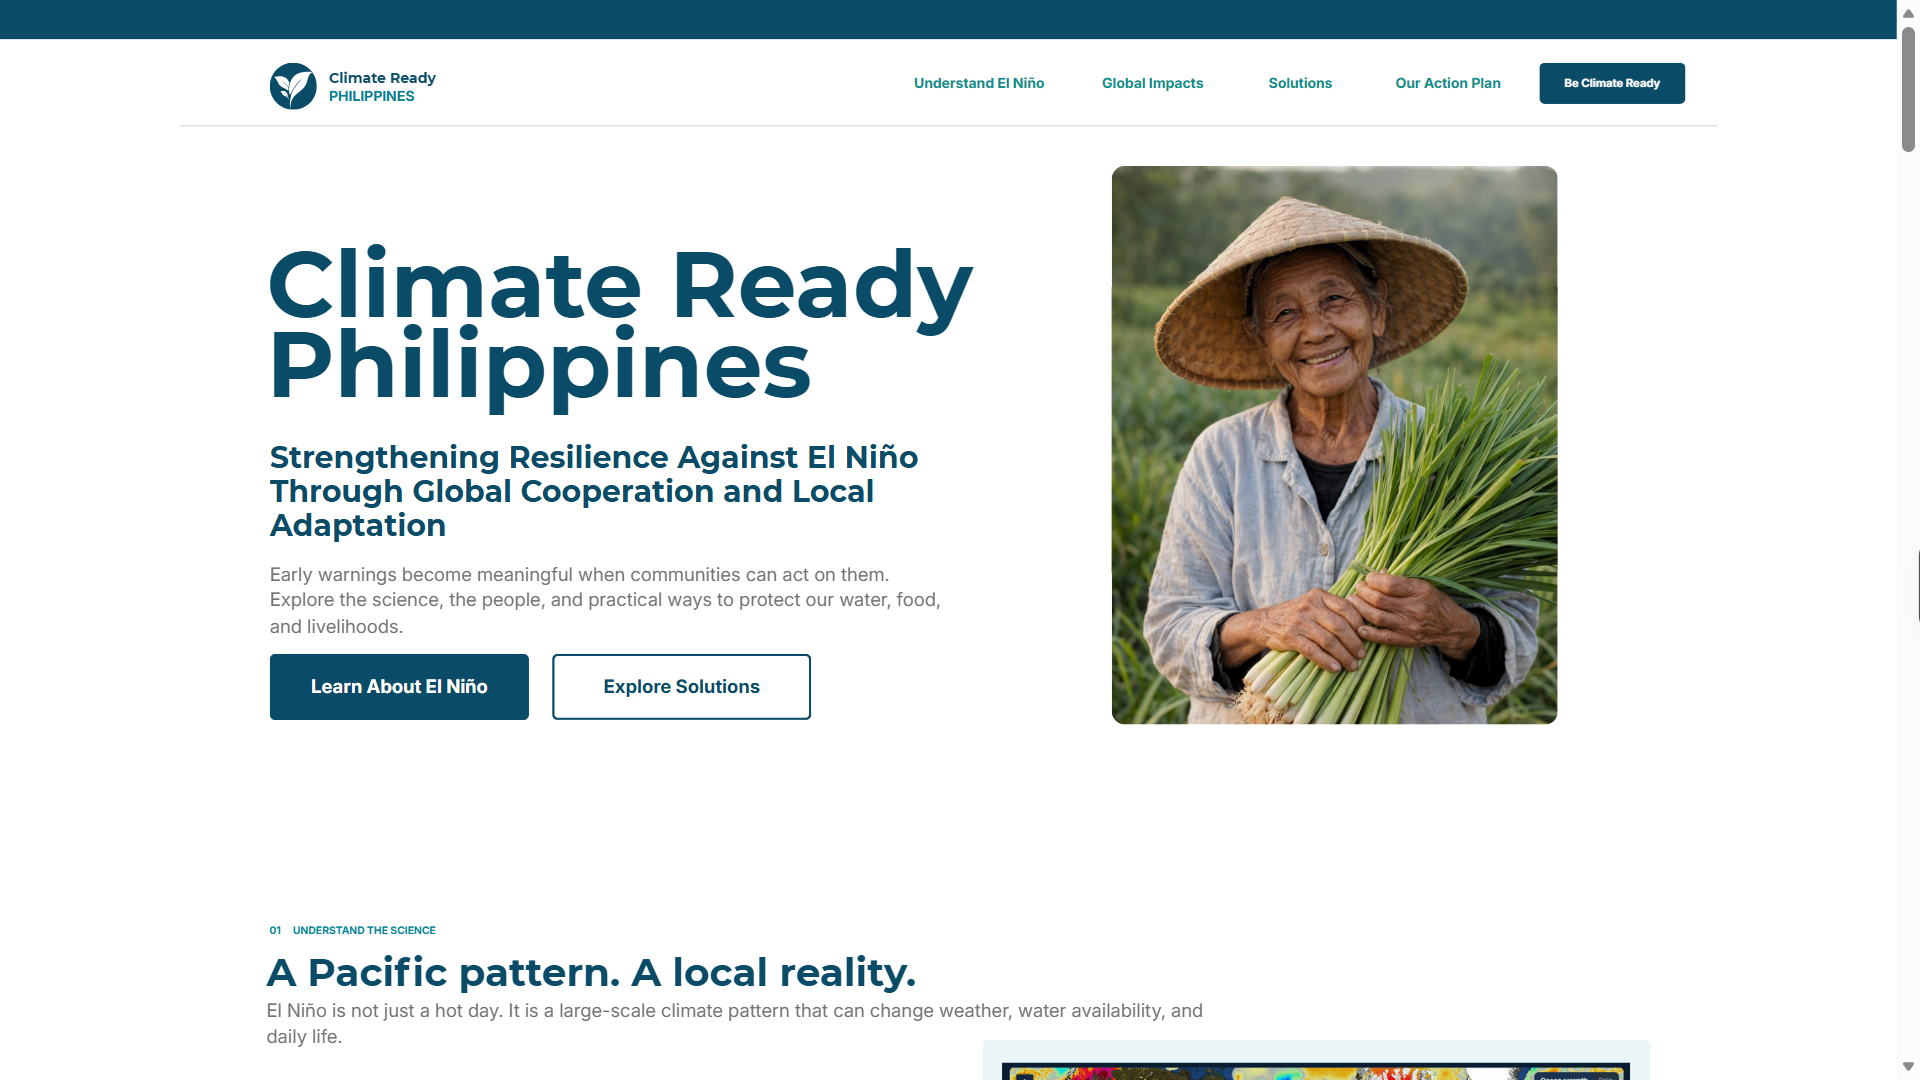 Climate Ready
PHILIPPINES
Understand El Niño
Global Impacts
Solutions
Our Action Plan
Be Climate Ready
Climate Ready
Philippines
Strengthening Resilience Against El Niño
Through Global Cooperation and Local
Adaptation
Early warnings become meaningful when communities can act on them.
Explore the science, the people, and practical ways to protect our water, food,
and livelihoods.
Learn About El Niño
Explore Solutions
01 UNDERSTAND THE SCIENCE
A Pacific pattern. A local reality.
El Niño is not just a hot day. It is a large-scale climate pattern that can change weather, water availability, and
daily life.